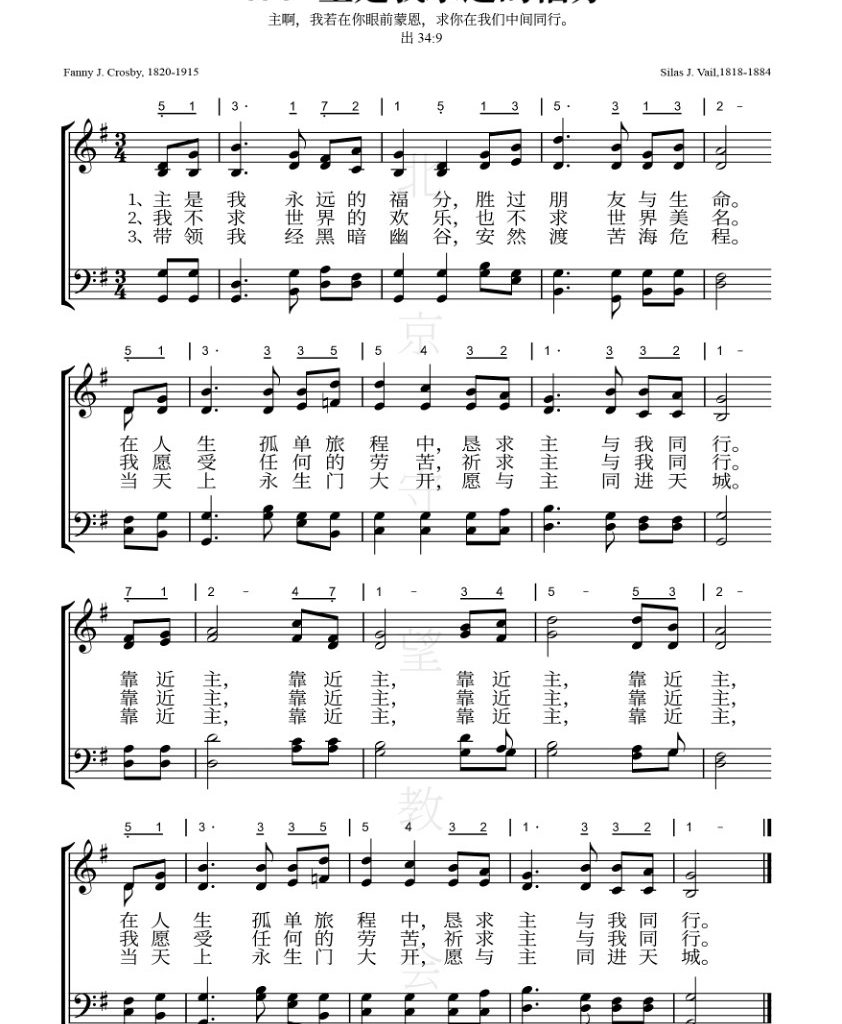 主是我永远的福分
主啊，我若在你眼前蒙恩，求你在我们中间同行。
出 34:9
Fanny J. Crosby, 1820-1915 Silas J. Vail,1818-1884
5 1 | 3 · 1 7 2 | 1 5 1 3 | 5 · 3 1 3 | 2 -
1、主是我 永远的福分，胜过朋 友与生命。
2、我不求 世界的欢乐，也不求 世界美名。
3、带领我 经黑暗幽谷，安然渡 苦海危程。
5 1 | 3 · 3 3 5 | 5 4 3 2 | 1 · 3 3 2 | 1 -
在人生 孤单旅程中，恳求主 与我同行。
我愿受 任何的劳苦，祈求主 与我同行。
当天上 永生门大开，愿与主 同进天城。
7 1 | 2 - 4 7 | 1 - 3 4 | 5 - 5 3 | 2 -
靠近主， 靠近主， 靠近主， 靠近主，
靠近主， 靠近主， 靠近主， 靠近主，
靠近主， 靠近主， 靠近主， 靠近主，
5 1 | 3 · 3 3 5 | 5 4 3 2 | 1 · 3 3 2 | 1 -
在人生 孤单旅程中，恳求主 与我同行。
我愿受 任何的劳苦，祈求主 与我同行。
当天上 永生门大开，愿与主 同进天城。
北京守望教会